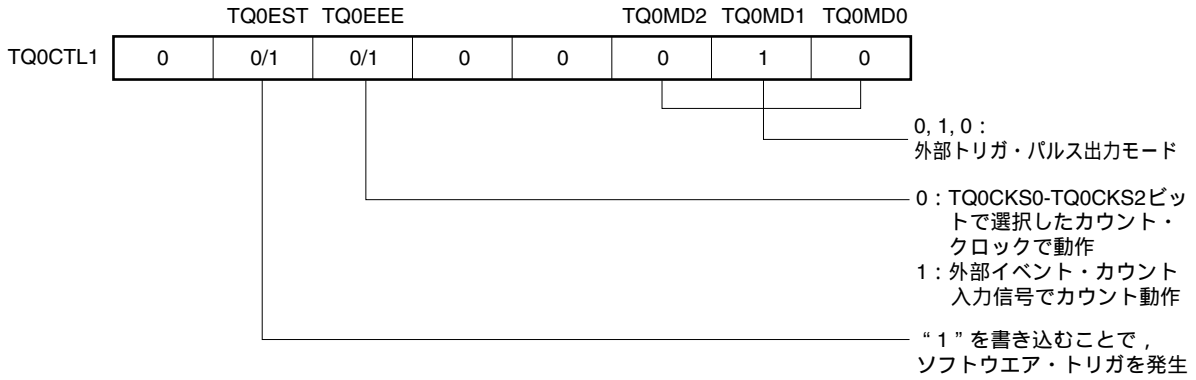 TQ0EST TQ0EEE TQ0MD2 TQ0MD1 TQ0MD0
TQ0CTL1 0 0/1 0/1 0 0 0 1 0
0, 1, 0：
外部トリガ・パルス出力モード
0：TQ0CKS0-TQ0CKS2ビッ
トで選択したカウント・
クロックで動作
1：外部イベント・カウント
入力信号でカウント動作
“1”を書き込むことで，
ソフトウエア・トリガを発生